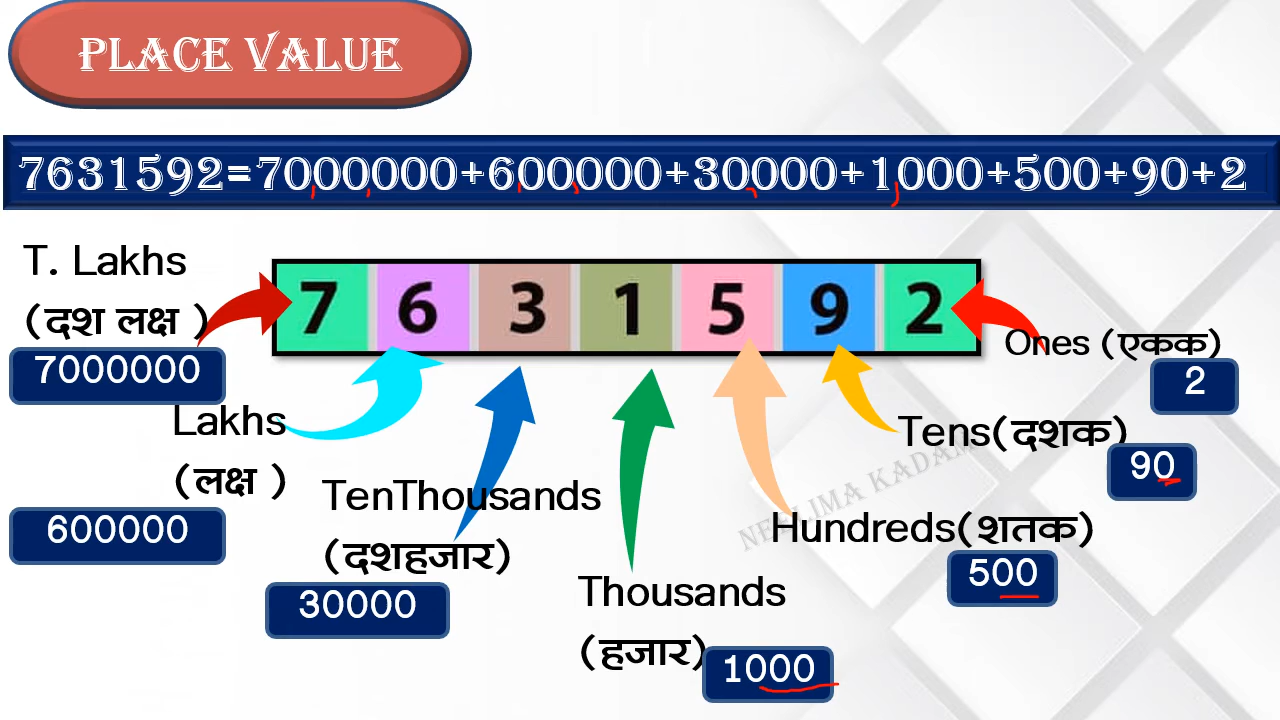 PLACE VALUE
7631592=7000000+600000+30000+1000+500+90+2
T. Lakhs
(दश लक्ष )
7000000
7 6 3 1 5 9 2
Ones (एकक)
2
Lakhs
(लक्ष )
600000
Tens(दशक)
90
TenThousands
(दशहजार)
30000
NEELIMA KADAM
Hundreds(शतक)
500
Thousands
(हजार)
1000